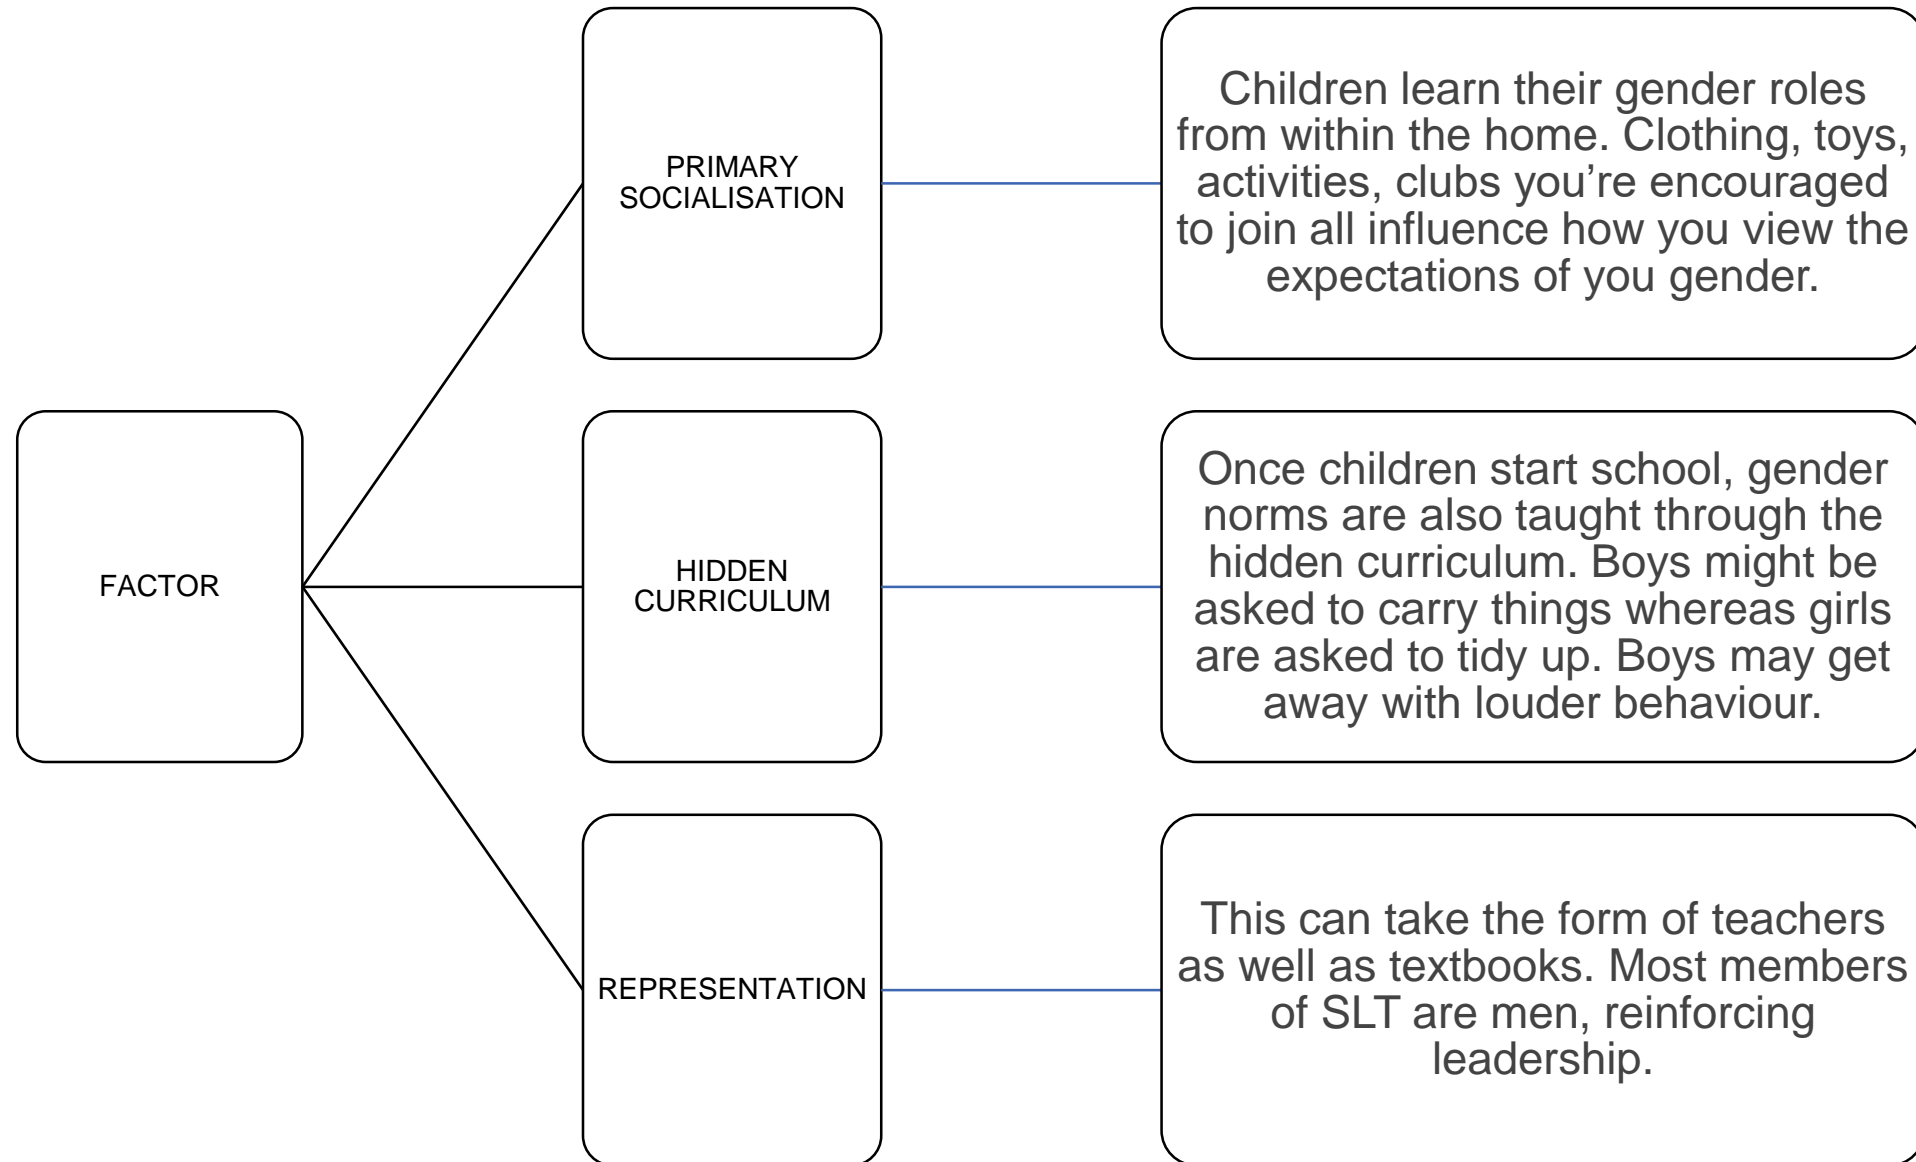 FACTOR
PRIMARY
SOCIALISATION
Children learn their gender roles
from within the home. Clothing, toys,
activities, clubs you’re encouraged
to join all influence how you view the
expectations of you gender.
HIDDEN
CURRICULUM
Once children start school, gender
norms are also taught through the
hidden curriculum. Boys might be
asked to carry things whereas girls
are asked to tidy up. Boys may get
away with louder behaviour.
REPRESENTATION
This can take the form of teachers
as well as textbooks. Most members
of SLT are men, reinforcing
leadership.